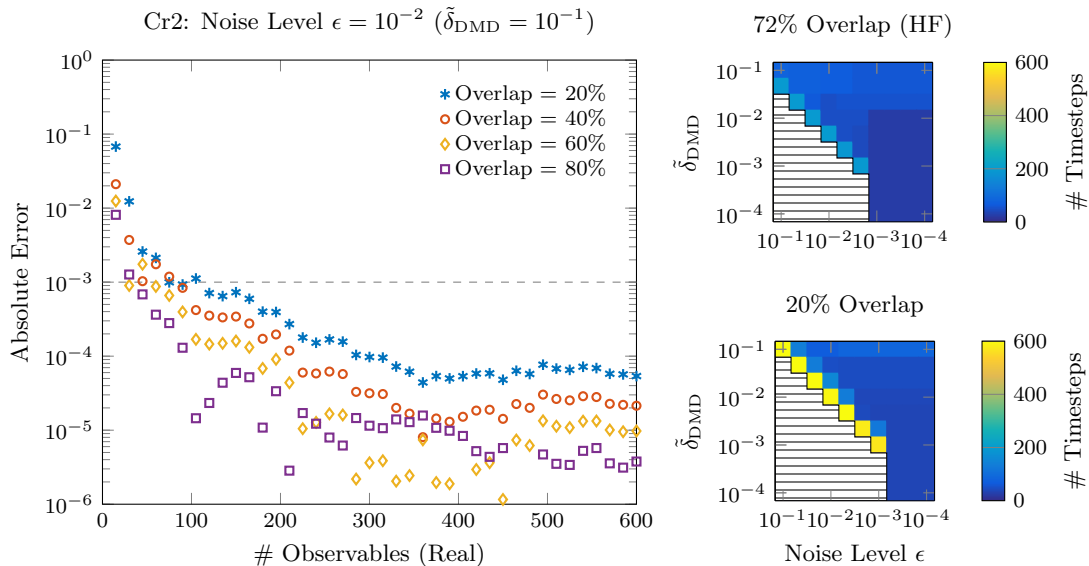 Cr2: Noise Level ϵ = 10⁻² (δ̃_DMD = 10⁻¹)
10⁰
10⁻¹
10⁻²
10⁻³
10⁻⁴
10⁻⁵
10⁻⁶
Absolute Error
Overlap = 20%
Overlap = 40%
Overlap = 60%
Overlap = 80%
0 100 200 300 400 500 600
# Observables (Real)
72% Overlap (HF)
10⁻¹
10⁻²
10⁻³
10⁻⁴
δ̃_DMD
10⁻¹ 10⁻² 10⁻³ 10⁻⁴
600
400
200
0
# Timesteps
20% Overlap
10⁻¹
10⁻²
10⁻³
10⁻⁴
δ̃_DMD
10⁻¹ 10⁻² 10⁻³ 10⁻⁴
Noise Level ϵ
600
400
200
0
# Timesteps